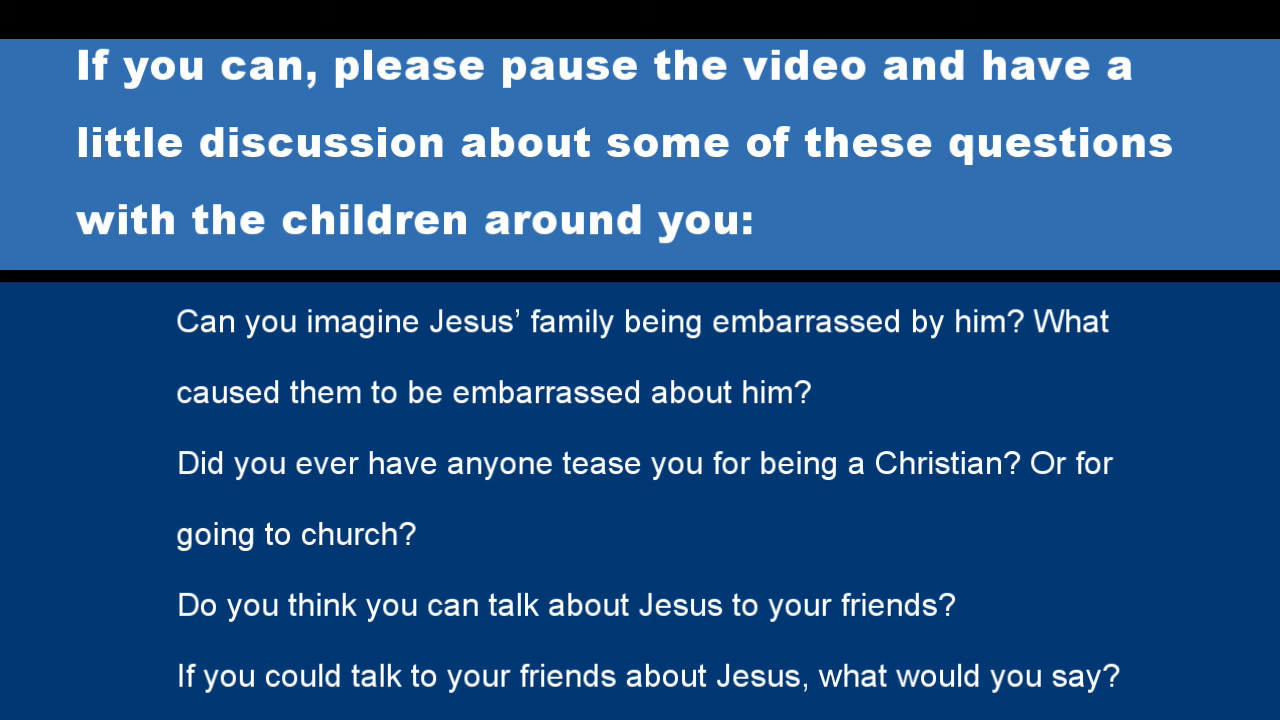 If you can, please pause the video and have a
little discussion about some of these questions
with the children around you:
Can you imagine Jesus’ family being embarrassed by him? What
caused them to be embarrassed about him?
Did you ever have anyone tease you for being a Christian? Or for
going to church?
Do you think you can talk about Jesus to your friends?
If you could talk to your friends about Jesus, what would you say?